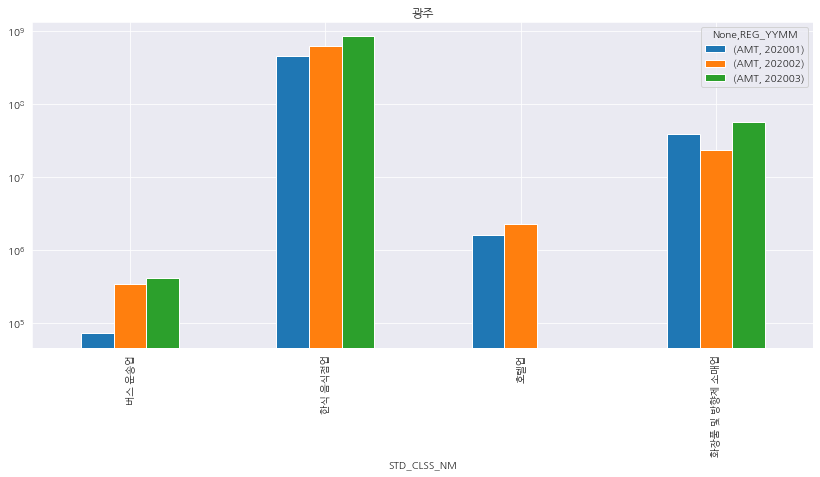 광주
None,REG_YYMM
(AMT, 202001)
(AMT, 202002)
(AMT, 202003)
10⁹
10⁸
10⁷
10⁶
10⁵
버스 운송업
한식 음식점업
호텔업
화장품 및 방향제 소매업
STD_CLSS_NM